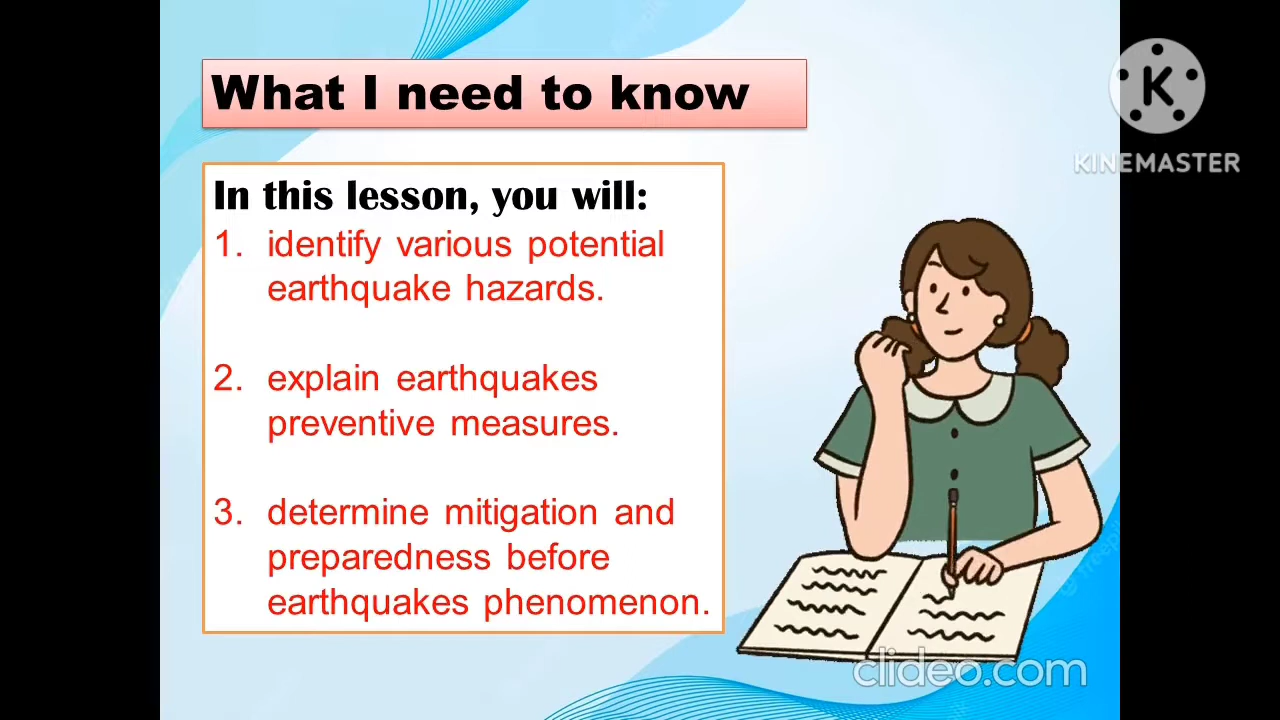 What I need to know
K
KINEMASTER
In this lesson, you will:
1. identify various potential
earthquake hazards.
2. explain earthquakes
preventive measures.
3. determine mitigation and
preparedness before
earthquakes phenomenon.
clideo.com